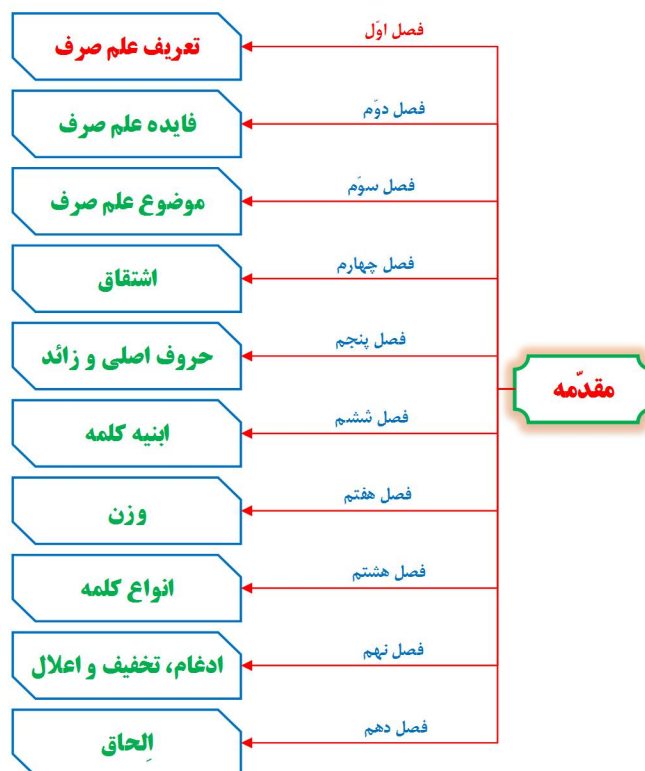 مقدّمه
فصل اوّل
تعریف علم صرف
فصل دوّم
فایده علم صرف
فصل سوّم
موضوع علم صرف
فصل چهارم
اشتقاق
فصل پنجم
حروف اصلی و زائد
فصل ششم
ابنیه کلمه
فصل هفتم
وزن
فصل هشتم
انواع کلمه
فصل نهم
ادغام، تخفیف و اعلال
فصل دهم
اِلحاق